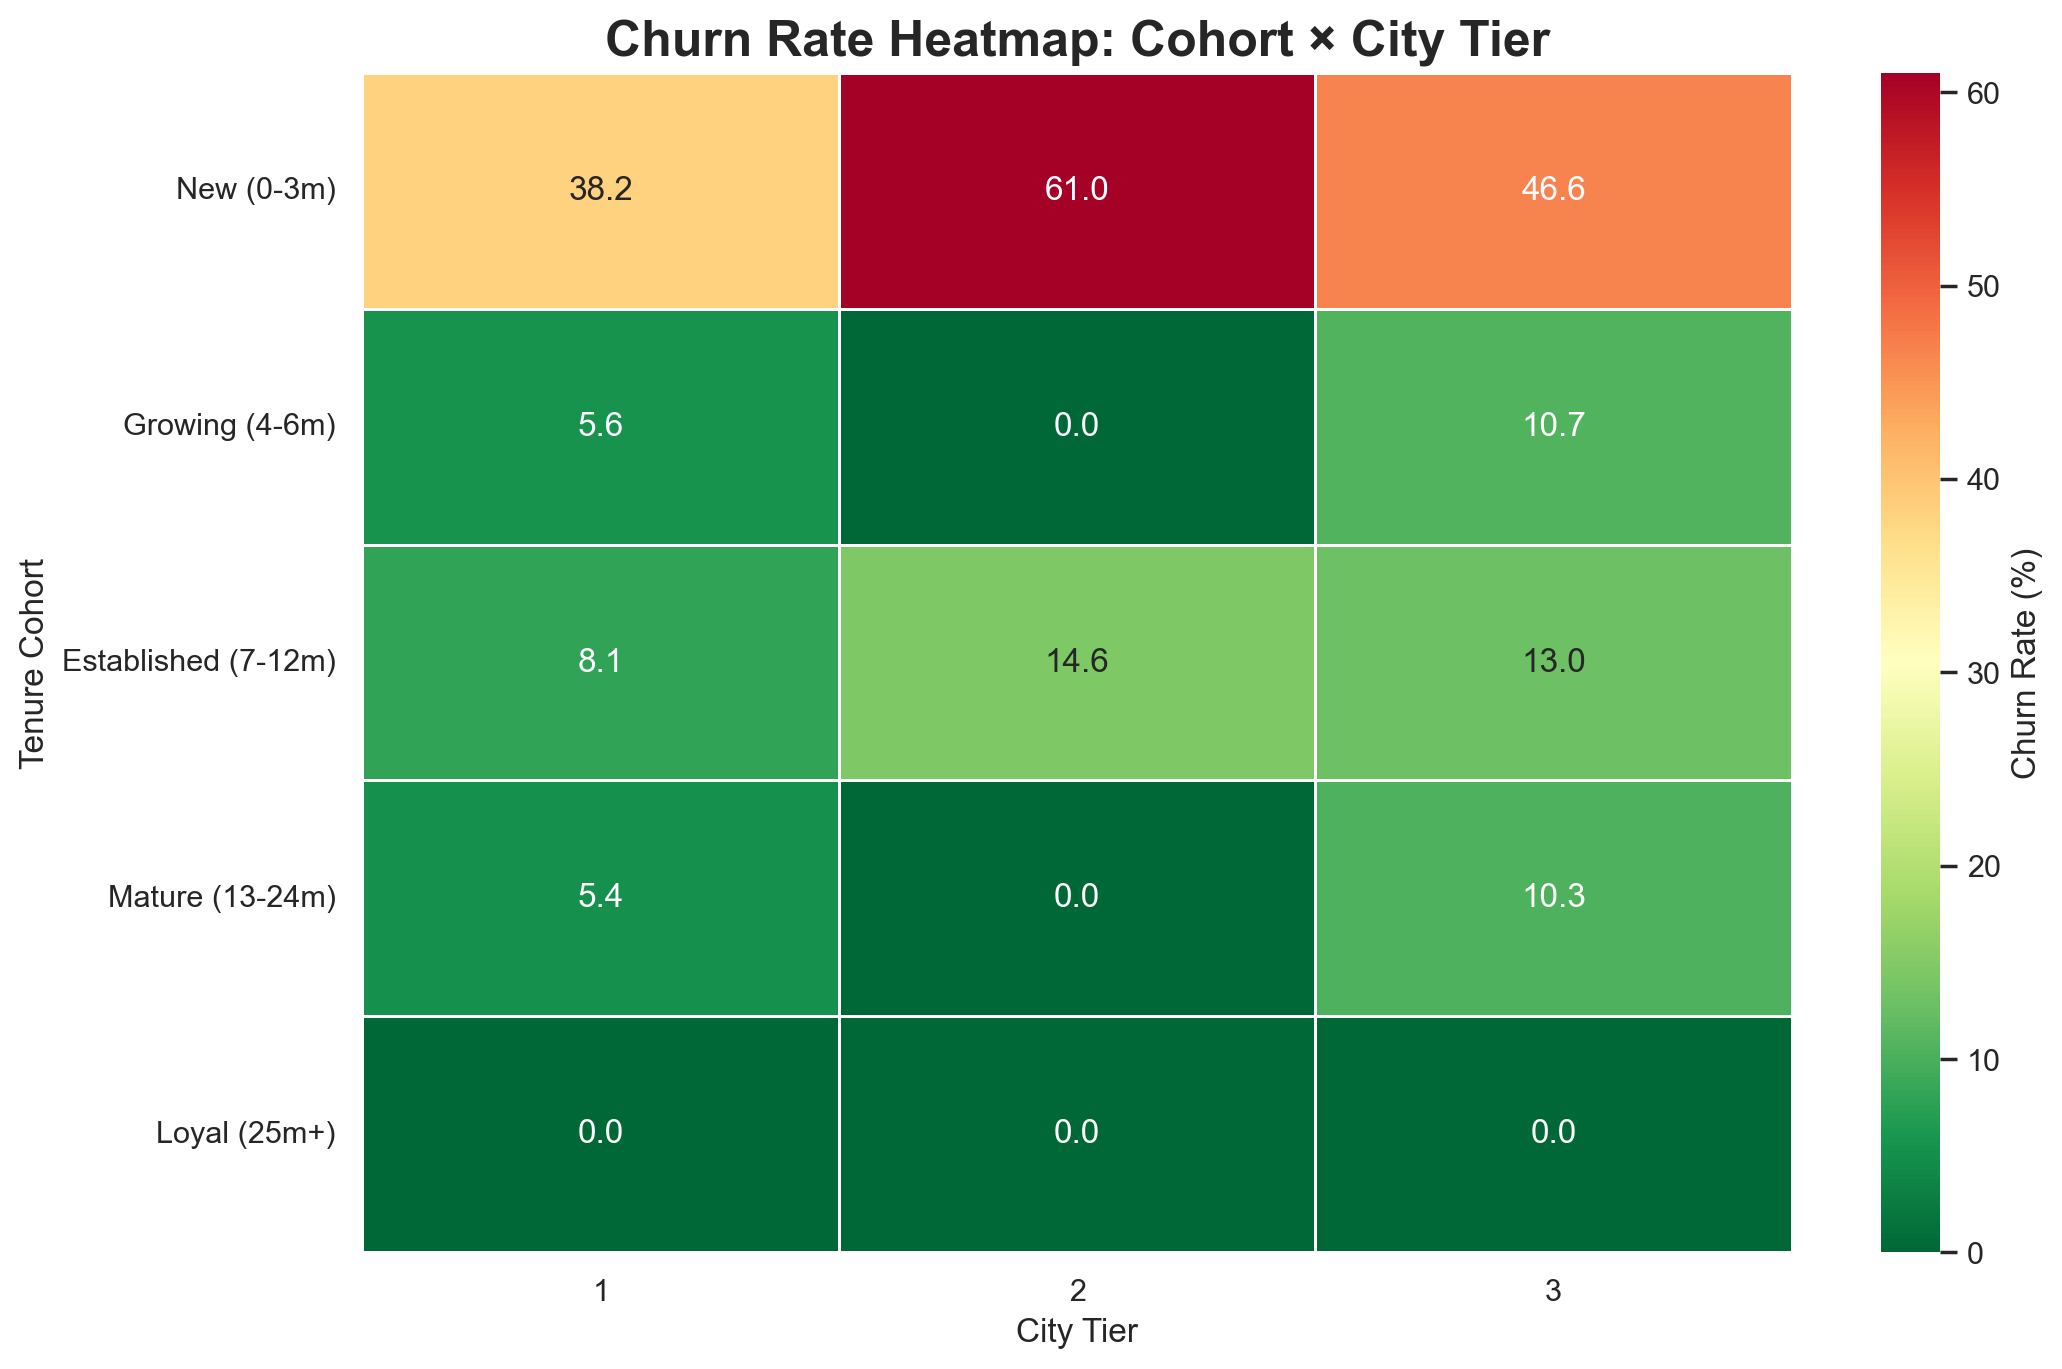 Churn Rate Heatmap: Cohort × City Tier
Tenure Cohort
New (0-3m)
38.2
61.0
46.6
Growing (4-6m)
5.6
0.0
10.7
Established (7-12m)
8.1
14.6
13.0
Mature (13-24m)
5.4
0.0
10.3
Loyal (25m+)
0.0
0.0
0.0
1
2
3
City Tier
60
50
40
30
20
10
0
Churn Rate (%)